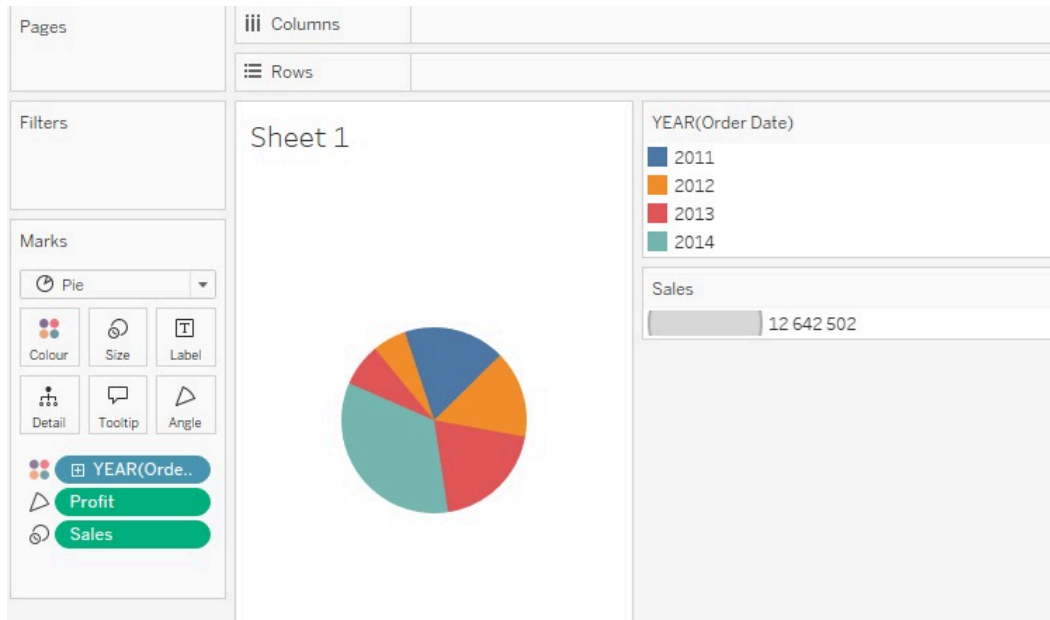 Pages
Columns
Rows
Filters
Sheet 1
YEAR(Order Date)
2011
2012
2013
2014
Marks
Pie
Sales
12 642 502
Colour
Size
T
Label
Detail
Tooltip
Angle
YEAR(Orde..
Profit
Sales